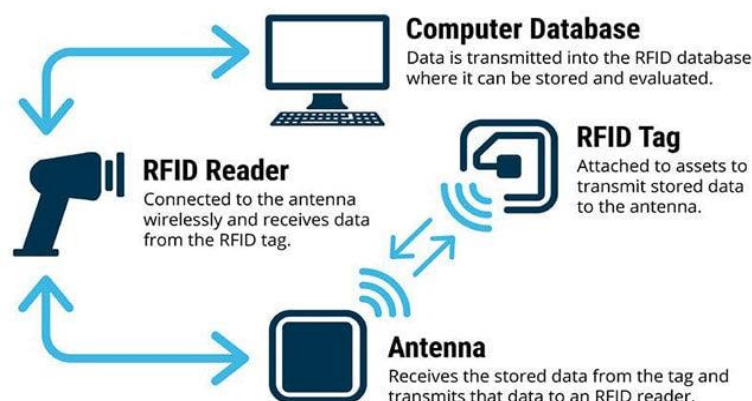 Computer Database
Data is transmitted into the RFID database
where it can be stored and evaluated.
RFID Tag
Attached to assets to
transmit stored data
to the antenna.
RFID Reader
Connected to the antenna
wirelessly and receives data
from the RFID tag.
Antenna
Receives the stored data from the tag and
transmits that data to an RFID reader.